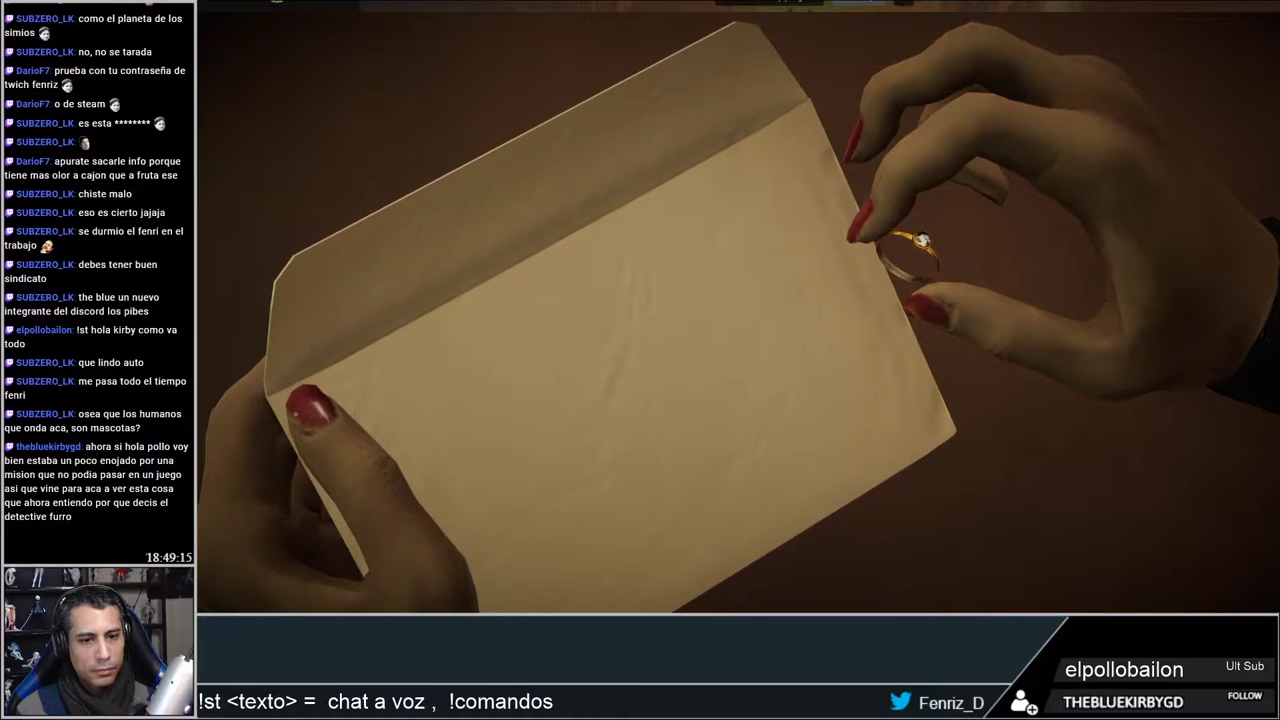 SUBZERO_LK: como el planeta de los
simios
SUBZERO_LK: no, no se tarada
DarioF7: prueba con tu contraseña de
twich fenriz
DarioF7: o de steam
SUBZERO_LK: es esta ********
SUBZERO_LK:
DarioF7: apurate sacarle info porque
tiene mas olor a cajon que a fruta ese
SUBZERO_LK: chiste malo
SUBZERO_LK: eso es cierto jajaja
SUBZERO_LK: se durmio el fenri en el
trabajo
SUBZERO_LK: debes tener buen
sindicato
SUBZERO_LK: the blue un nuevo
integrante del discord los pibes
elpollobailon: !st hola kirby como va
todo
SUBZERO_LK: que lindo auto
SUBZERO_LK: me pasa todo el tiempo
fenri
SUBZERO_LK: osea que los humanos
que onda aca, son mascotas?
thebluekirbygd: ahora si hola pollo voy
bien estaba un poco enojado por una
mision que no podia pasar en un juego
asi que vine para aca a ver esta cosa
que ahora entiendo por que decis el
detective furro
18:49:15
!st <texto> = chat a voz , !comandos
Fenriz_D
elpollobailon Ult Sub
THEBLUEKIRBYGD FOLLOW